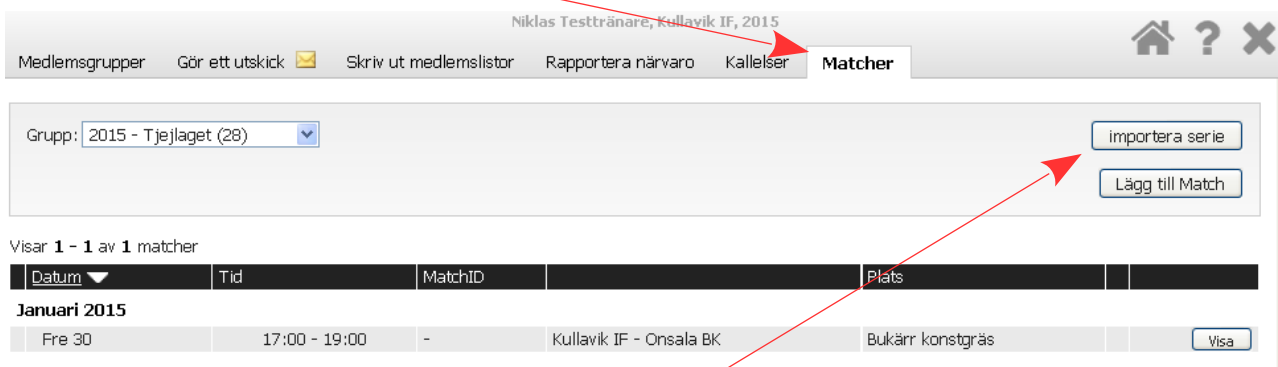 Niklas Testtränare, Kullavik IF, 2015
Medlemsgrupper Gör ett utskick Skriv ut medlemslistor Rapportera närvaro Kallelser Matcher
Grupp: 2015 - Tjejlaget (28)
importera serie
Lägg till Match
Visar 1 - 1 av 1 matcher
Datum Tid MatchID Plats
Januari 2015
Fre 30 17:00 - 19:00 - Kullavik IF - Onsala BK Bukärr konstgräs Visa